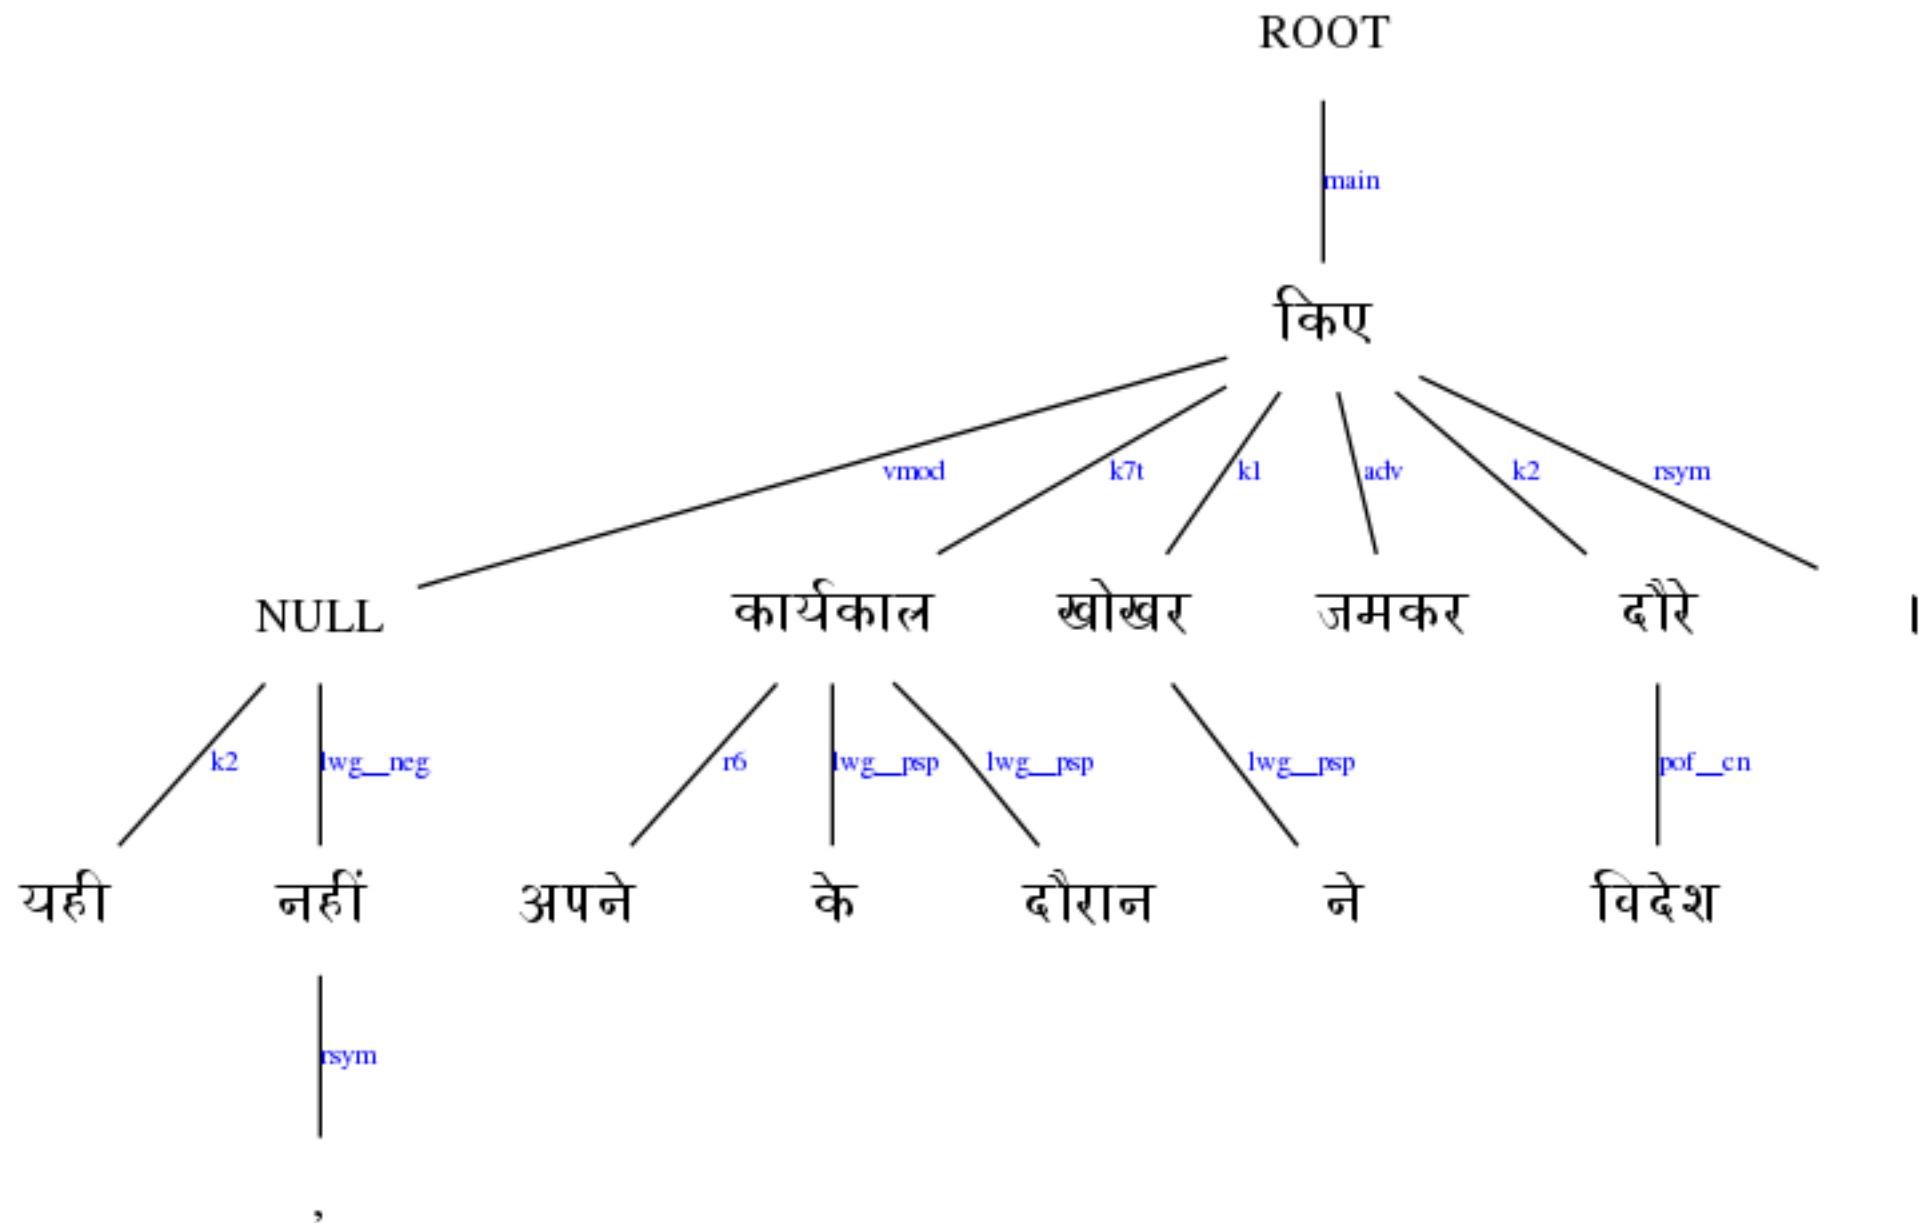 ROOT
main
किए
vmod k7t k1 adv k2 rsym
NULL कार्यकाल खोखर जमकर दौरे ।
k2 lwg__neg r6 lwg__psp lwg__psp lwg__psp pof__cn
यही नहीं अपने के दौरान ने विदेश
rsym
,